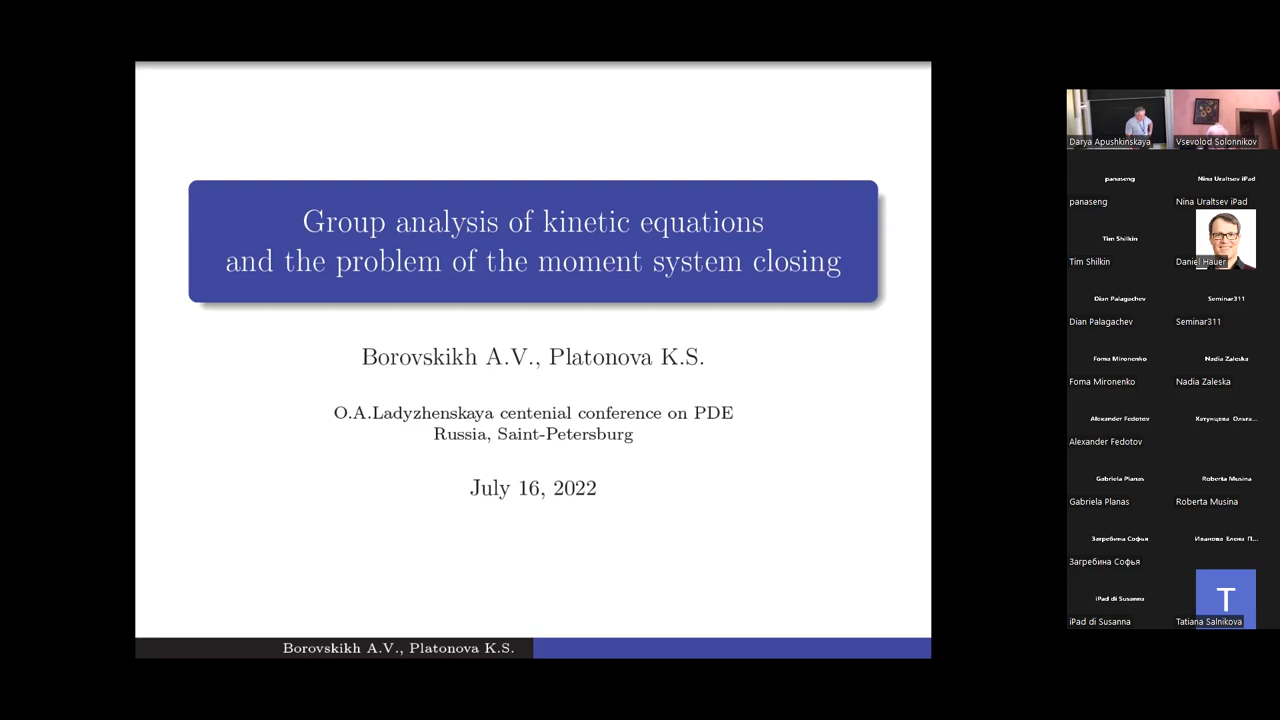 Group analysis of kinetic equations
and the problem of the moment system closing
Borovskikh A.V., Platonova K.S.
O.A.Ladyzhenskaya centenial conference on PDE
Russia, Saint-Petersburg
July 16, 2022
Borovskikh A.V., Platonova K.S.
Darya Apushkinskaya
Vsevolod Solonnikov
panaseng
Nina Uraltsev iPad
panaseng
Nina Uraltsev iPad
Tim Shilkin
Tim Shilkin
Daniel Hauer
Dian Palagachev
Seminar311
Dian Palagachev
Seminar311
Foma Mironenko
Nadia Zaleska
Foma Mironenko
Nadia Zaleska
Alexander Fedotov
Хатунцова Ольга...
Alexander Fedotov
Gabriela Planas
Roberta Musina
Gabriela Planas
Roberta Musina
Загребина Софья
Иванова Елена П...
Загребина Софья
iPad di Susanna
T
iPad di Susanna
Tatiana Salnikova